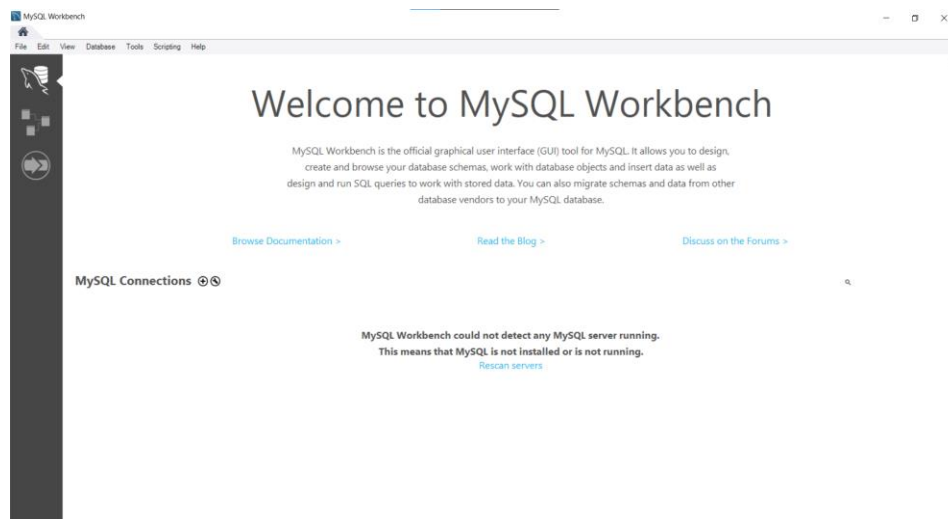 MySQL Workbench
File Edit View Database Tools Scripting Help
Welcome to MySQL Workbench
MySQL Workbench is the official graphical user interface (GUI) tool for MySQL. It allows you to design,
create and browse your database schemas, work with database objects and insert data as well as
design and run SQL queries to work with stored data. You can also migrate schemas and data from other
database vendors to your MySQL database.
Browse Documentation > Read the Blog > Discuss on the Forums >
MySQL Connections
MySQL Workbench could not detect any MySQL server running.
This means that MySQL is not installed or is not running.
Rescan servers